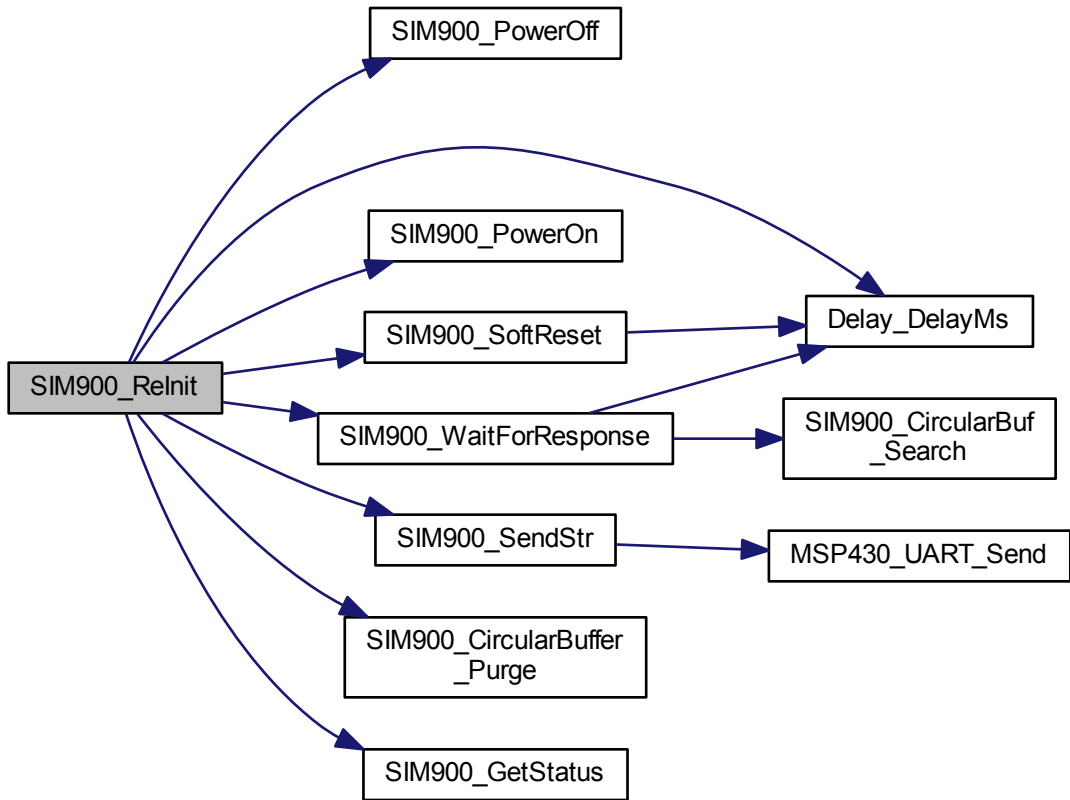 SIM900_PowerOff
SIM900_PowerOn
Delay_DelayMs
SIM900_SoftReset
SIM900_ReInit
SIM900_WaitForResponse
SIM900_CircularBuf
_Search
SIM900_SendStr
MSP430_UART_Send
SIM900_CircularBuffer
_Purge
SIM900_GetStatus